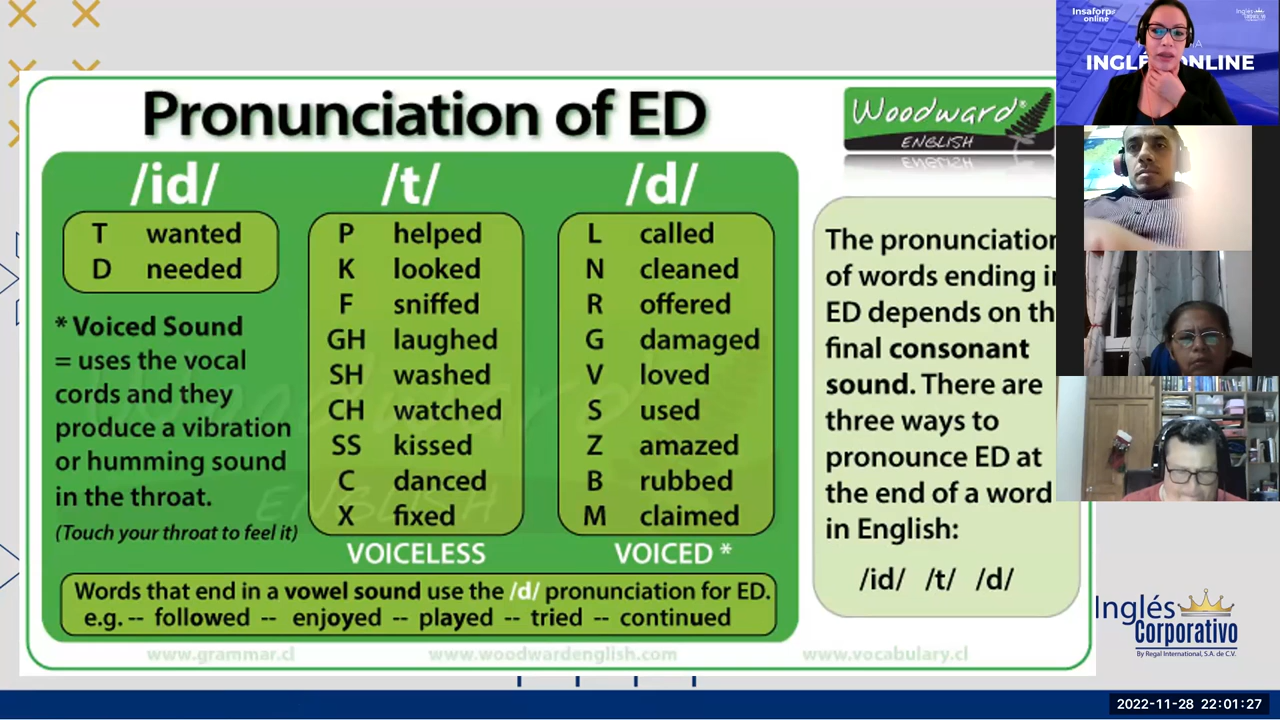 Pronunciation of ED
Woodward®
ENGLISH
/id/
T wanted
D needed
* Voiced Sound
= uses the vocal
cords and they
produce a vibration
or humming sound
in the throat.
(Touch your throat to feel it)
/t/
P helped
K looked
F sniffed
GH laughed
SH washed
CH watched
SS kissed
C danced
X fixed
VOICELESS
/d/
L called
N cleaned
R offered
G damaged
V loved
S used
Z amazed
B rubbed
M claimed
VOICED *
Words that end in a vowel sound use the /d/ pronunciation for ED.
e.g. -- followed -- enjoyed -- played -- tried -- continued
The pronunciation
of words ending in
ED depends on th
final consonant
sound. There are
three ways to
pronounce ED at
the end of a word
in English:
/id/ /t/ /d/
www.grammar.cl www.woodwardenglish.com www.vocabulary.cl
Insaforp
online
INGLÉS ONLINE
Inglés
Corporativo
By Regal International, S.A. de C.V.
2022-11-28 22:01:27